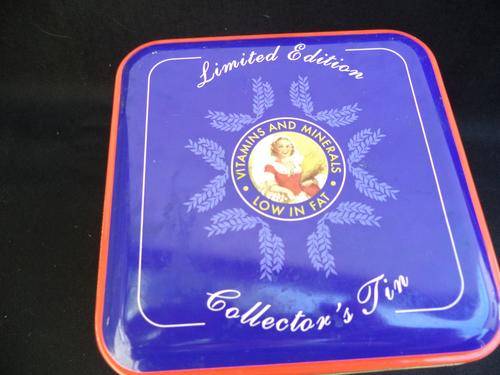 Limited Edition
VITAMINS AND MINERALS
• LOW IN FAT •
Collector's Tin